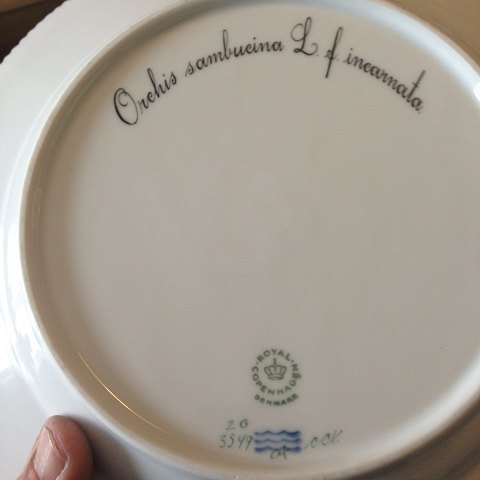 Orchis sambucina L. f. incarnata.
ROYAL
COPENHAGEN
DENMARK
20
3549